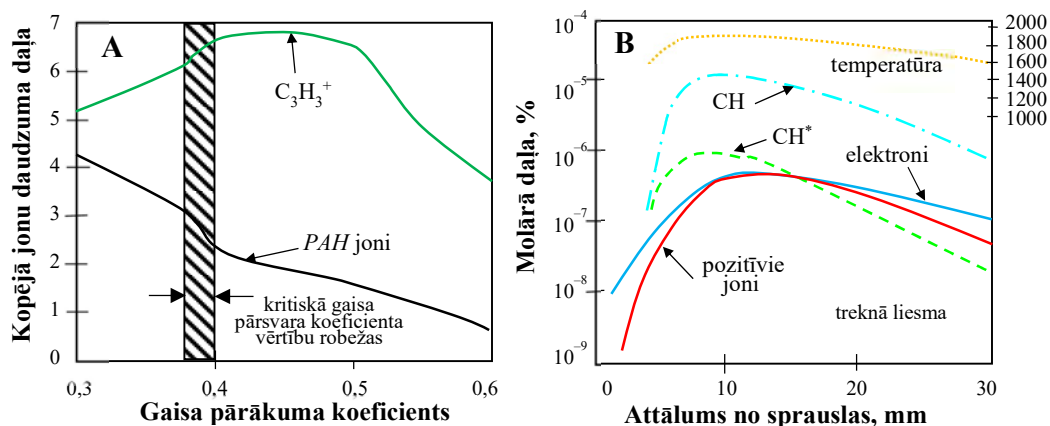 A
Kopējā jonu daudzuma daļa
7
6
5
4
3
2
1
0
C₃H₃⁺
PAH joni
kritiskā gaisa
pārsvara koeficienta
vērtību robežas
0,3
0,4
0,5
0,6
Gaisa pārākuma koeficients
B
Molārā daļa, %
10⁻⁴
10⁻⁵
10⁻⁶
10⁻⁷
10⁻⁸
10⁻⁹
2000
1800
1600
1400
1200
1000
temperatūra
CH
CH*
elektroni
pozitīvie
joni
treknā liesma
0
10
20
30
Attālums no sprauslas, mm